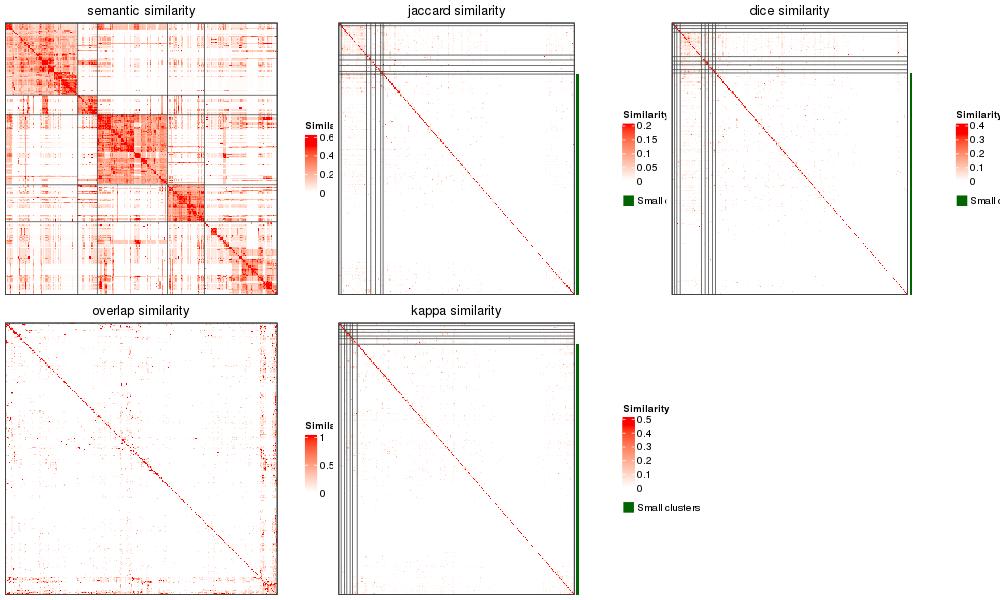 semantic similarity
jaccard similarity
dice similarity
Simila
0.6
0.4
0.2
0
Similarity
0.2
0.15
0.1
0.05
0
Small c
Similarity
0.4
0.3
0.2
0.1
0
Small c
overlap similarity
kappa similarity
Simila
1
0.5
0
Similarity
0.5
0.4
0.3
0.2
0.1
0
Small clusters